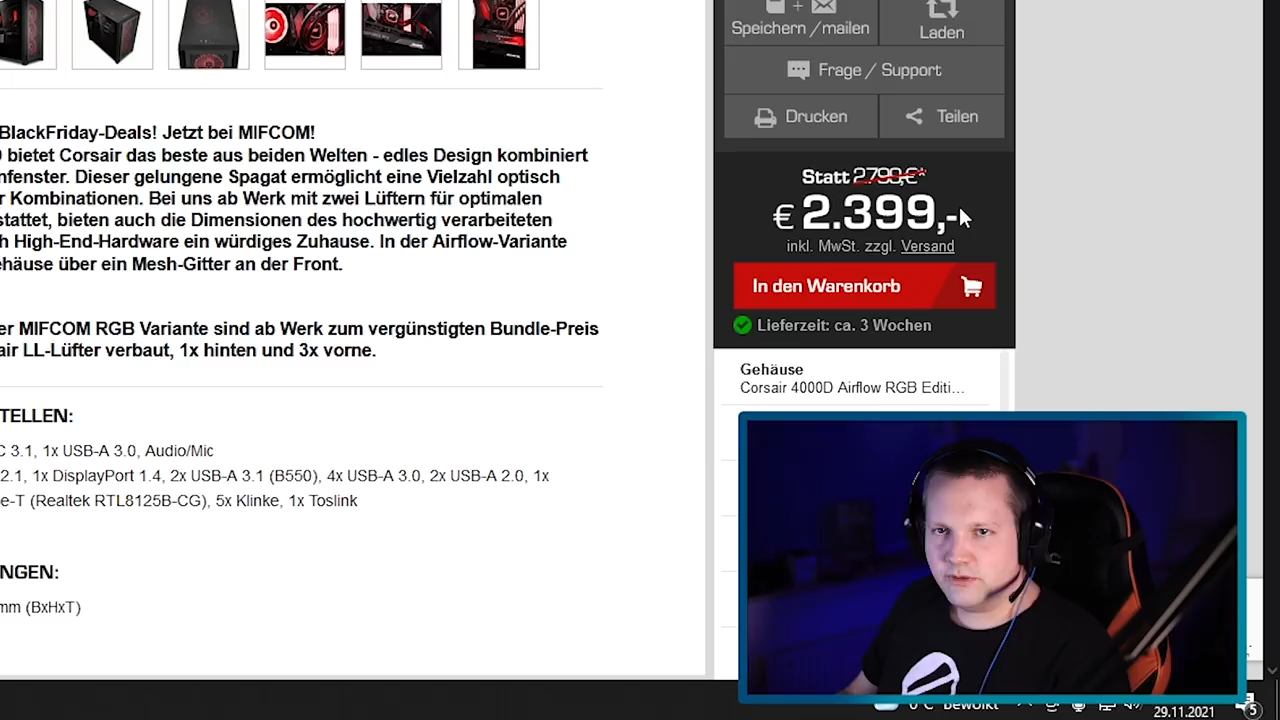 Speichern /mailen
Laden
Frage / Support
Drucken
Teilen
BlackFriday-Deals! Jetzt bei MIFCOM!
bietet Corsair das beste aus beiden Welten - edles Design kombiniert
nfenster. Dieser gelungene Spagat ermöglicht eine Vielzahl optisch
r Kombinationen. Bei uns ab Werk mit zwei Lüftern für optimalen
stattet, bieten auch die Dimensionen des hochwertig verarbeiteten
h High-End-Hardware ein würdiges Zuhause. In der Airflow-Variante
ehäuse über ein Mesh-Gitter an der Front.
er MIFCOM RGB Variante sind ab Werk zum vergünstigten Bundle-Preis
air LL-Lüfter verbaut, 1x hinten und 3x vorne.
TELLEN:
C 3.1, 1x USB-A 3.0, Audio/Mic
2.1, 1x DisplayPort 1.4, 2x USB-A 3.1 (B550), 4x USB-A 3.0, 2x USB-A 2.0, 1x
e-T (Realtek RTL8125B-CG), 5x Klinke, 1x Toslink
NGEN:
mm (BxHxT)
Statt 2799,€*
€ 2.399,-
inkl. MwSt. zzgl. Versand
In den Warenkorb
Lieferzeit: ca. 3 Wochen
Gehäuse
Corsair 4000D Airflow RGB Editi...
0°C Bewölkt
29.11.2021
5